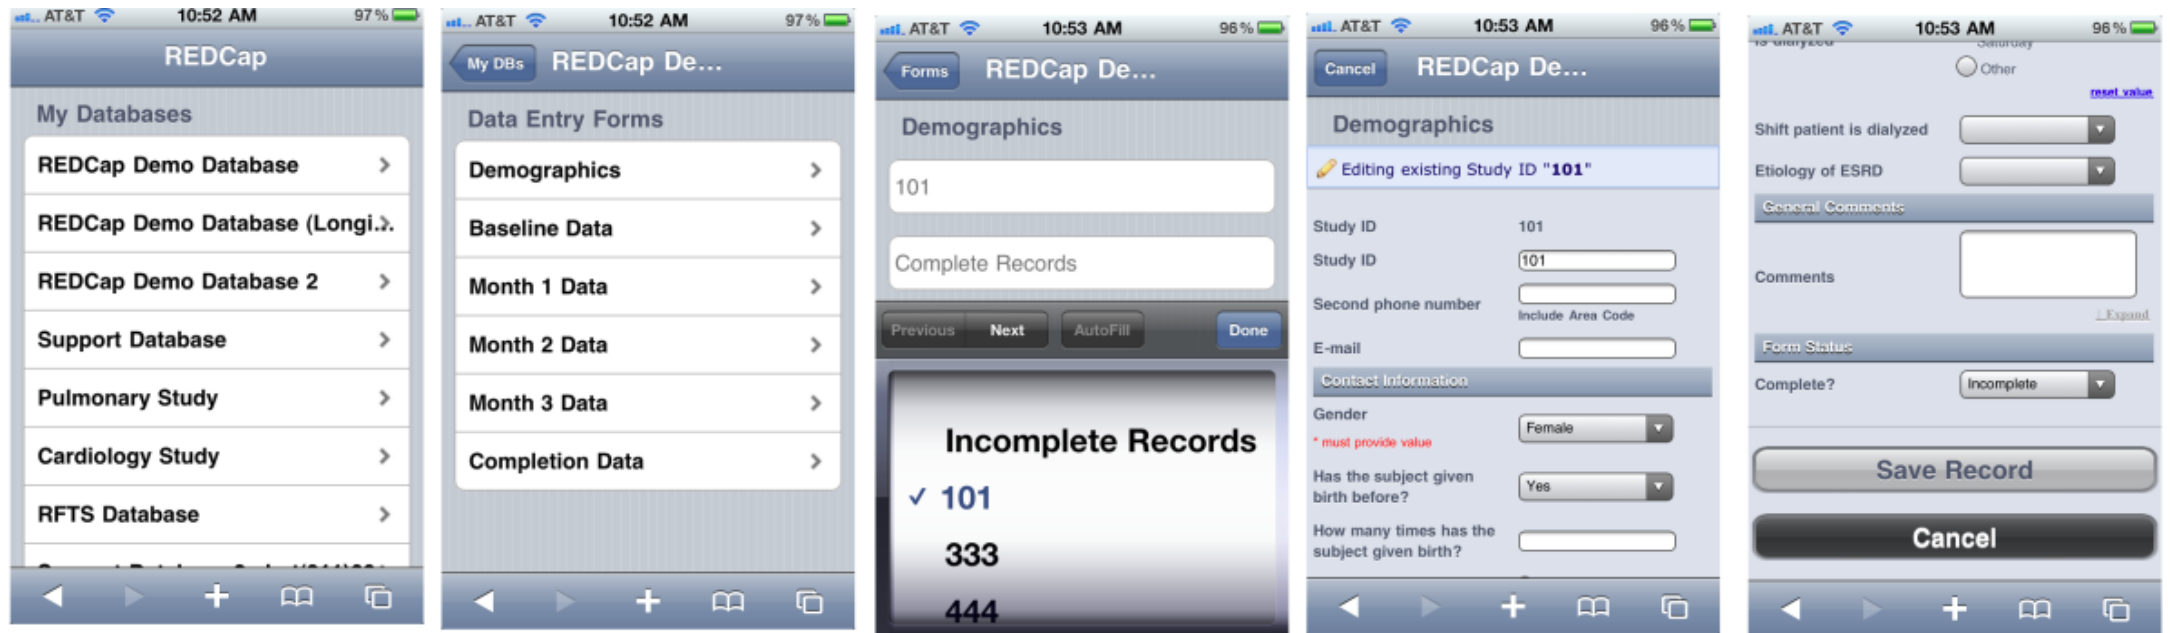 AT&T 10:52 AM 97%
REDCap
My Databases
REDCap Demo Database
REDCap Demo Database (Longi...
REDCap Demo Database 2
Support Database
Pulmonary Study
Cardiology Study
RFTS Database
AT&T 10:52 AM 97%
My DBs REDCap De...
Data Entry Forms
Demographics
Baseline Data
Month 1 Data
Month 2 Data
Month 3 Data
Completion Data
AT&T 10:53 AM 96%
Forms REDCap De...
Demographics
101
Complete Records
Previous Next AutoFill Done
Incomplete Records
✓ 101
333
444
AT&T 10:53 AM 96%
Cancel REDCap De...
Demographics
Editing existing Study ID "101"
Study ID 101
Study ID 101
Second phone number
Include Area Code
E-mail
Contact Information
Gender Female
* must provide value
Has the subject given
birth before? Yes
How many times has the
subject given birth?
AT&T 10:53 AM 96%
is dialyzed Saturday
Other
reset value
Shift patient is dialyzed
Etiology of ESRD
General Comments
Comments
Expand
Form Status
Complete? Incomplete
Save Record
Cancel